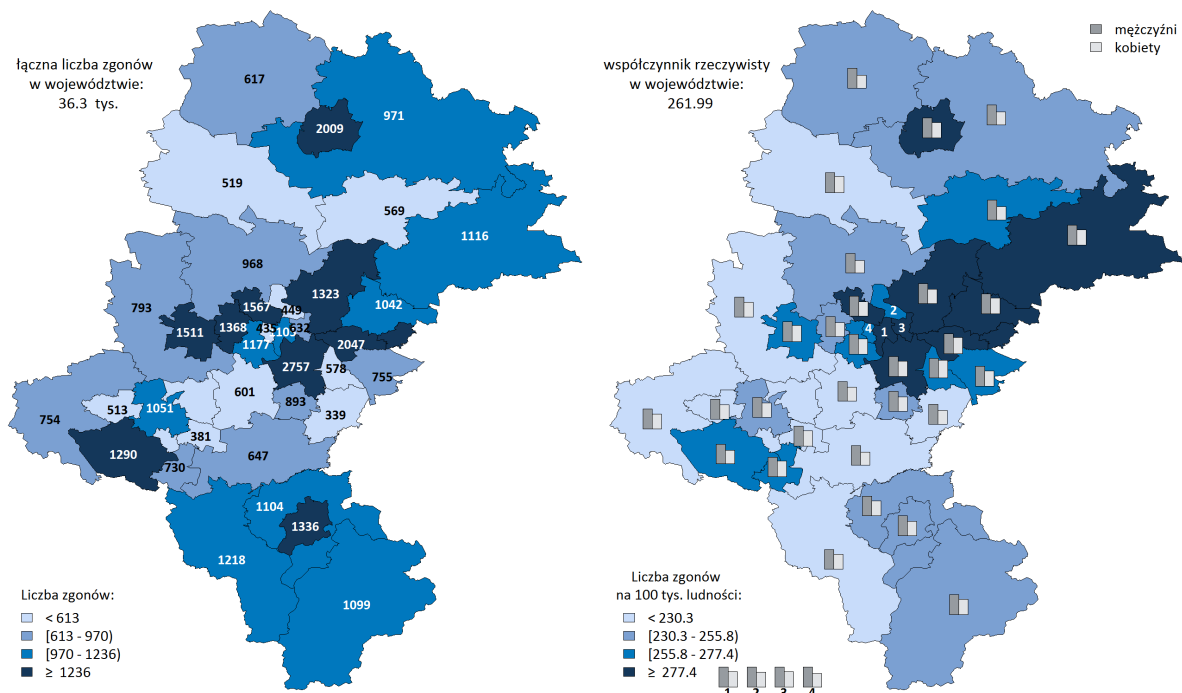 łączna liczba zgonów
w województwie:
36.3 tys.
617
971
2009
519
569
1116
968
793
1323
1042
1567
449
1511
1368
435
632
1177
2047
2757
578
755
601
893
339
754
513
1051
381
1290
730
647
1104
1336
1218
1099
Liczba zgonów:
< 613
[613 - 970)
[970 - 1236)
≥ 1236
współczynnik rzeczywisty
w województwie:
261.99
mężczyźni
kobiety
2
4
1
3
Liczba zgonów
na 100 tys. ludności:
< 230.3
[230.3 - 255.8)
[255.8 - 277.4)
≥ 277.4
1 2 3 4